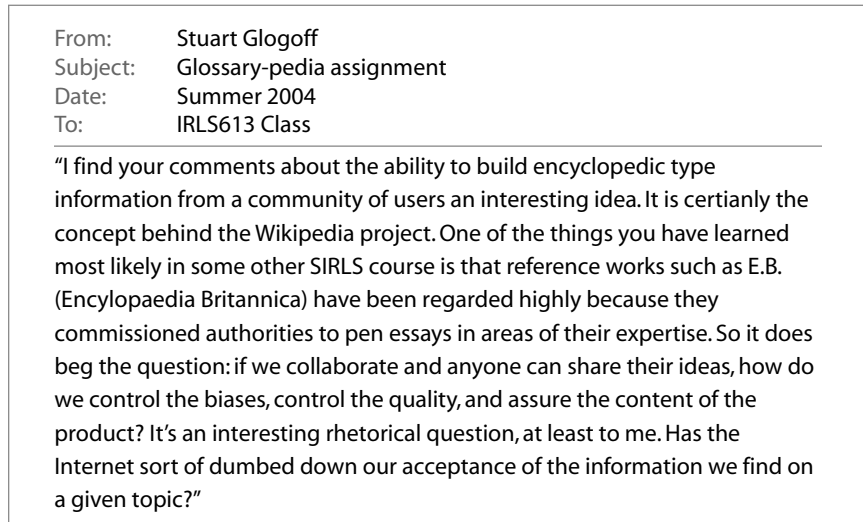 From: Stuart Glogoff
Subject: Glossary-pedia assignment
Date: Summer 2004
To: IRLS613 Class
“I find your comments about the ability to build encyclopedic type
information from a community of users an interesting idea. It is certianly the
concept behind the Wikipedia project. One of the things you have learned
most likely in some other SIRLS course is that reference works such as E.B.
(Encylopaedia Britannica) have been regarded highly because they
commissioned authorities to pen essays in areas of their expertise. So it does
beg the question: if we collaborate and anyone can share their ideas, how do
we control the biases, control the quality, and assure the content of the
product? It’s an interesting rhetorical question, at least to me. Has the
Internet sort of dumbed down our acceptance of the information we find on
a given topic?”